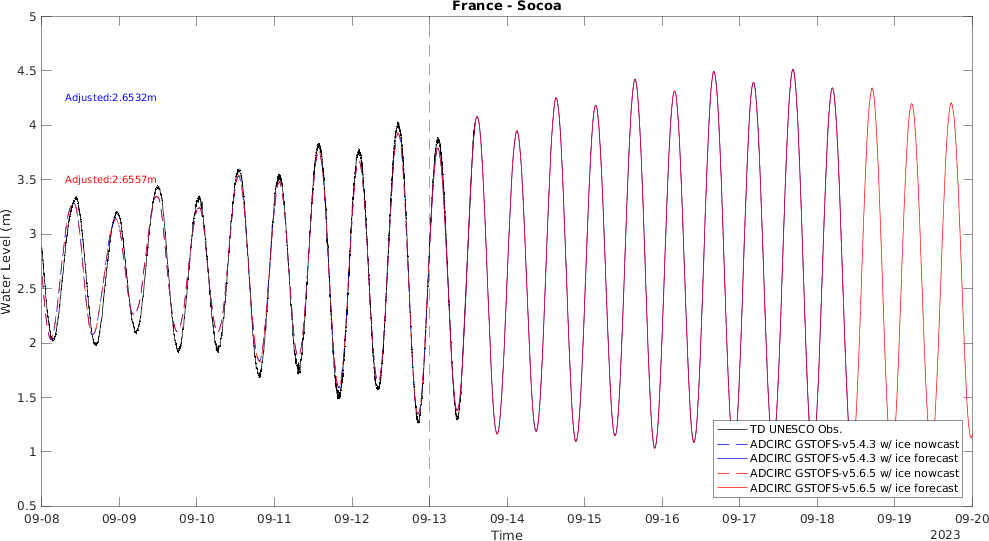 France - Socoa
5
4.5
4
3.5
3
2.5
2
1.5
1
0.5
Water Level (m)
Adjusted:2.6532m
Adjusted:2.6557m
TD UNESCO Obs.
ADCIRC GSTOFS-v5.4.3 w/ ice nowcast
ADCIRC GSTOFS-v5.4.3 w/ ice forecast
ADCIRC GSTOFS-v5.6.5 w/ ice nowcast
ADCIRC GSTOFS-v5.6.5 w/ ice forecast
09-08 09-09 09-10 09-11 09-12 09-13 09-14 09-15 09-16 09-17 09-18 09-19 09-20
Time
2023